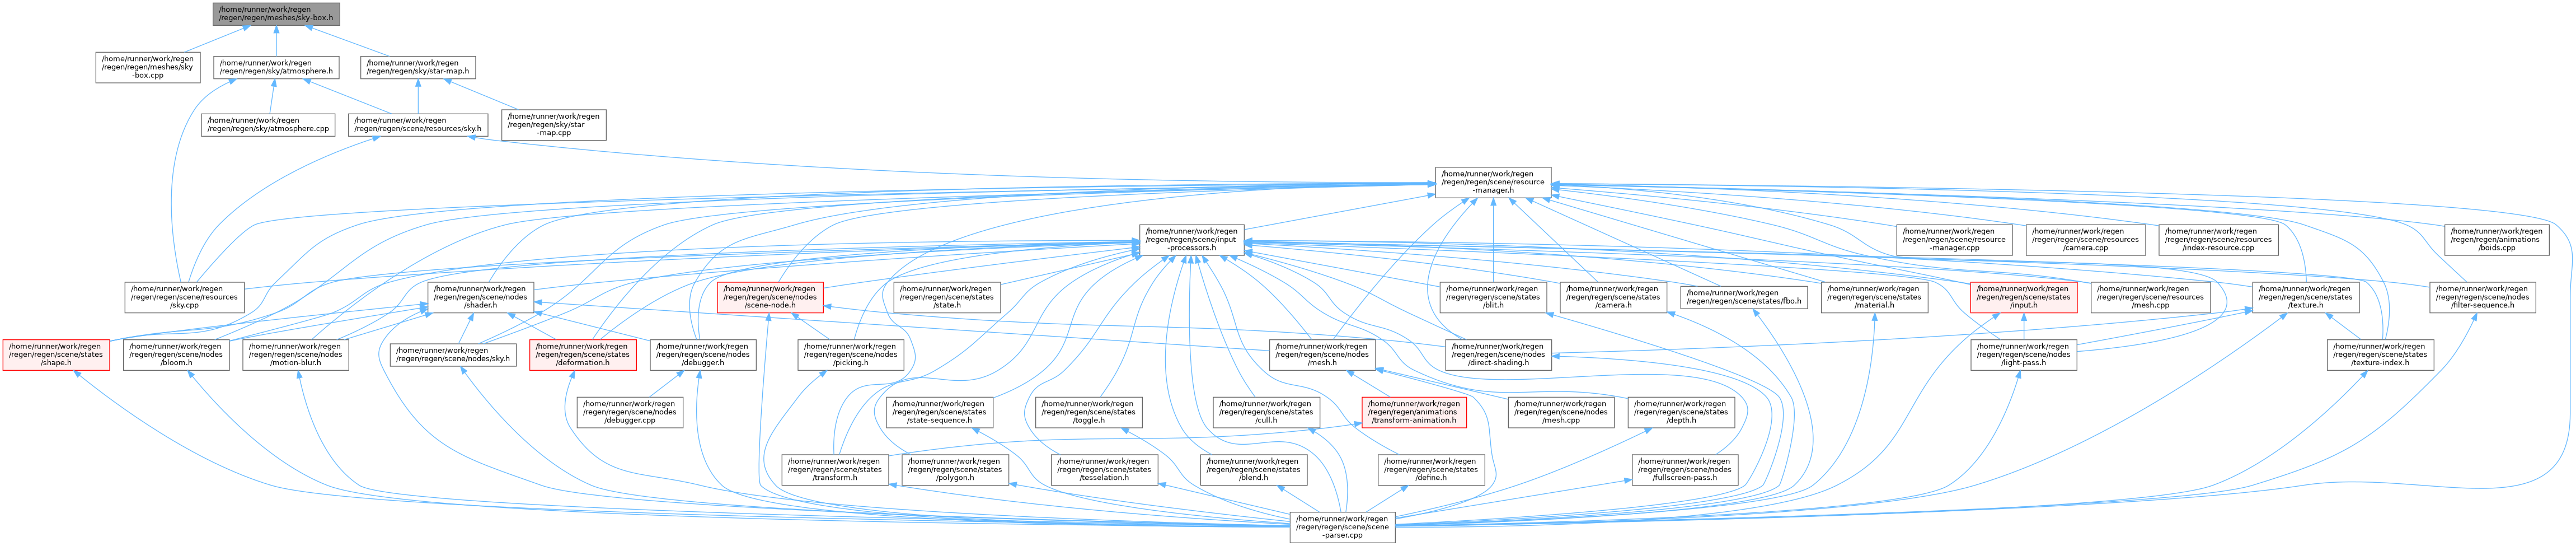 /home/runner/work/regen
/regen/regen/meshes/sky-box.h
/home/runner/work/regen
/regen/regen/meshes/sky
-box.cpp
/home/runner/work/regen
/regen/regen/sky/atmosphere.h
/home/runner/work/regen
/regen/regen/sky/star-map.h
/home/runner/work/regen
/regen/regen/sky/atmosphere.cpp
/home/runner/work/regen
/regen/regen/scene/resources/sky.h
/home/runner/work/regen
/regen/regen/sky/star
-map.cpp
/home/runner/work/regen
/regen/regen/scene/resource
-manager.h
/home/runner/work/regen
/regen/regen/scene/input
-processors.h
/home/runner/work/regen
/regen/regen/scene/resource
-manager.cpp
/home/runner/work/regen
/regen/regen/scene/resources
/camera.cpp
/home/runner/work/regen
/regen/regen/scene/resources
/index-resource.cpp
/home/runner/work/regen
/regen/regen/animations
/boids.cpp
/home/runner/work/regen
/regen/regen/scene/resources
/sky.cpp
/home/runner/work/regen
/regen/regen/scene/nodes
/shader.h
/home/runner/work/regen
/regen/regen/scene/nodes
/scene-node.h
/home/runner/work/regen
/regen/regen/scene/states
/state.h
/home/runner/work/regen
/regen/regen/scene/states
/blit.h
/home/runner/work/regen
/regen/regen/scene/states
/camera.h
/home/runner/work/regen
/regen/regen/scene/states/fbo.h
/home/runner/work/regen
/regen/regen/scene/states
/material.h
/home/runner/work/regen
/regen/regen/scene/states
/input.h
/home/runner/work/regen
/regen/regen/scene/resources
/mesh.cpp
/home/runner/work/regen
/regen/regen/scene/states
/texture.h
/home/runner/work/regen
/regen/regen/scene/nodes
/filter-sequence.h
/home/runner/work/regen
/regen/regen/scene/states
/shape.h
/home/runner/work/regen
/regen/regen/scene/nodes
/bloom.h
/home/runner/work/regen
/regen/regen/scene/nodes
/motion-blur.h
/home/runner/work/regen
/regen/regen/scene/nodes/sky.h
/home/runner/work/regen
/regen/regen/scene/states
/deformation.h
/home/runner/work/regen
/regen/regen/scene/nodes
/debugger.h
/home/runner/work/regen
/regen/regen/scene/nodes
/picking.h
/home/runner/work/regen
/regen/regen/scene/nodes
/mesh.h
/home/runner/work/regen
/regen/regen/scene/nodes
/direct-shading.h
/home/runner/work/regen
/regen/regen/scene/nodes
/light-pass.h
/home/runner/work/regen
/regen/regen/scene/states
/texture-index.h
/home/runner/work/regen
/regen/regen/scene/nodes
/debugger.cpp
/home/runner/work/regen
/regen/regen/scene/states
/state-sequence.h
/home/runner/work/regen
/regen/regen/scene/states
/toggle.h
/home/runner/work/regen
/regen/regen/scene/states
/cull.h
/home/runner/work/regen
/regen/regen/animations
/transform-animation.h
/home/runner/work/regen
/regen/regen/scene/nodes
/mesh.cpp
/home/runner/work/regen
/regen/regen/scene/states
/depth.h
/home/runner/work/regen
/regen/regen/scene/states
/transform.h
/home/runner/work/regen
/regen/regen/scene/states
/polygon.h
/home/runner/work/regen
/regen/regen/scene/states
/tesselation.h
/home/runner/work/regen
/regen/regen/scene/states
/blend.h
/home/runner/work/regen
/regen/regen/scene/states
/define.h
/home/runner/work/regen
/regen/regen/scene/nodes
/fullscreen-pass.h
/home/runner/work/regen
/regen/regen/scene/scene
-parser.cpp